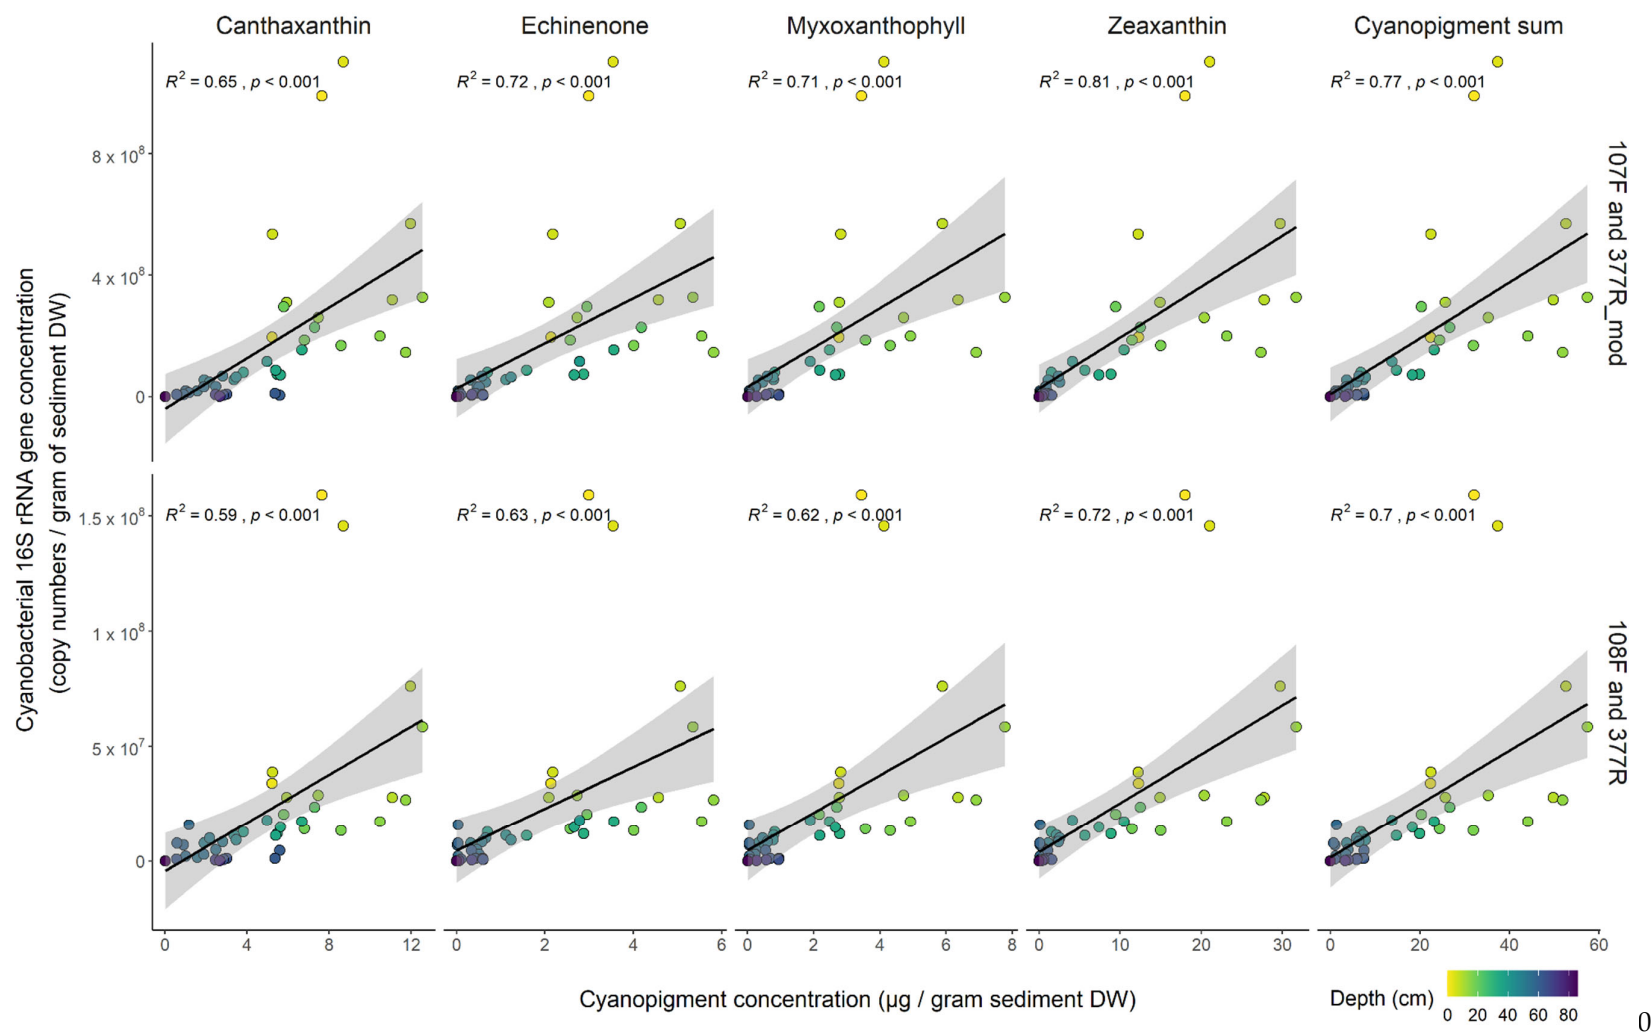 Canthaxanthin Echinenone Myxoxanthophyll Zeaxanthin Cyanopigment sum
R² = 0.65 , p < 0.001 R² = 0.72 , p < 0.001 R² = 0.71 , p < 0.001 R² = 0.81 , p < 0.001 R² = 0.77 , p < 0.001
8 x 10⁸
4 x 10⁸
0
107F and 377R_mod
Cyanobacterial 16S rRNA gene concentration
(copy numbers / gram of sediment DW)
R² = 0.59 , p < 0.001 R² = 0.63 , p < 0.001 R² = 0.62 , p < 0.001 R² = 0.72 , p < 0.001 R² = 0.7 , p < 0.001
1.5 x 10⁸
1 x 10⁸
5 x 10⁷
0
108F and 377R
0 4 8 12 0 2 4 6 0 2 4 6 8 0 10 20 30 0 20 40 60
Cyanopigment concentration (μg / gram sediment DW)
Depth (cm)
0 20 40 60 80
0